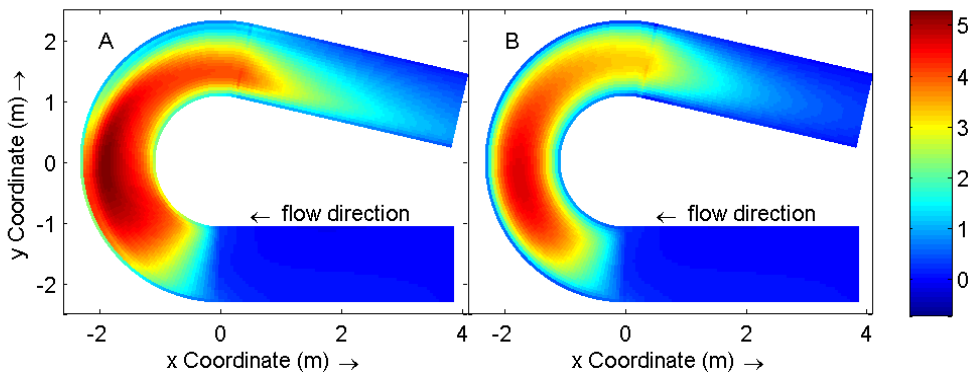 A
B
y Coordinate (m) →
2
1
0
-1
-2
← flow direction
← flow direction
-2
0
2
4
-2
0
2
4
x Coordinate (m) →
x Coordinate (m) →
5
4
3
2
1
0